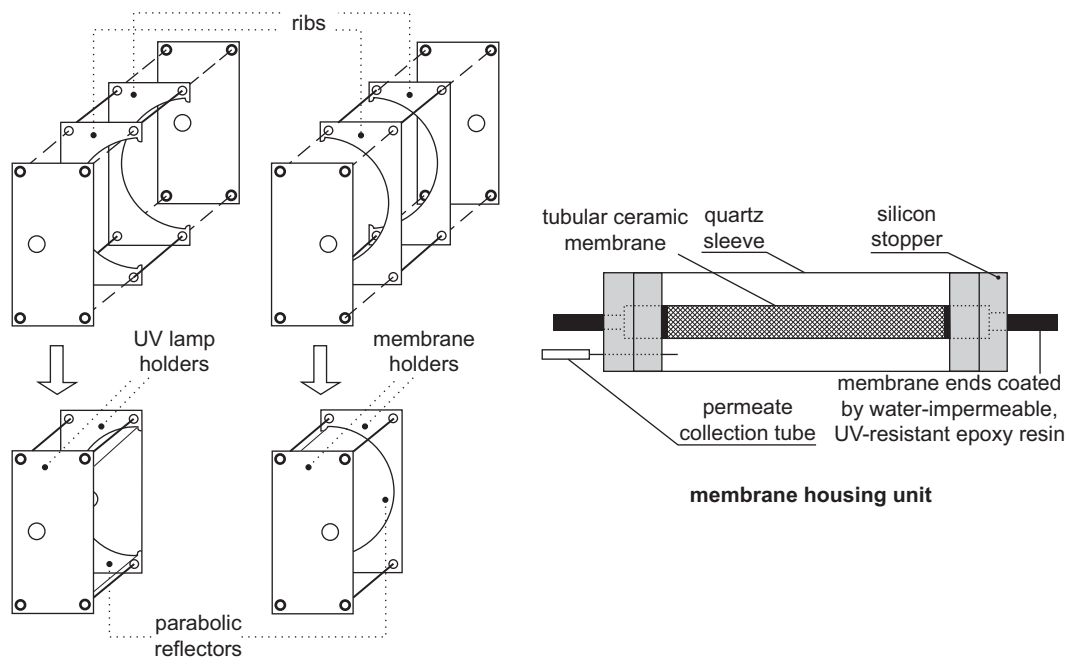 ribs
UV lamp
holders
membrane
holders
parabolic
reflectors
tubular ceramic
membrane
quartz
sleeve
silicon
stopper
permeate
collection tube
membrane ends coated
by water-impermeable,
UV-resistant epoxy resin
membrane housing unit